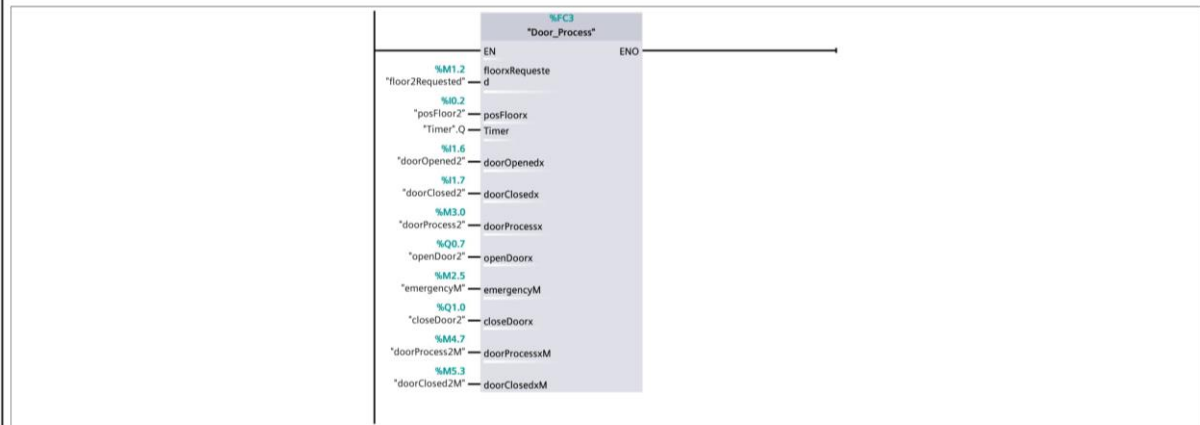 %FC3
"Door_Process"
EN ENO
%M1.2 floorxRequeste
"floor2Requested" d
%I0.2
"posFloor2" posFloorx
"Timer".Q Timer
%I1.6
"doorOpened2" doorOpenedx
%I1.7
"doorClosed2" doorClosedx
%M3.0
"doorProcess2" doorProcessx
%Q0.7
"openDoor2" openDoorx
%M2.5
"emergencyM" emergencyM
%Q1.0
"closeDoor2" closeDoorx
%M4.7
"doorProcess2M" doorProcessxM
%M5.3
"doorClosed2M" doorClosedxM